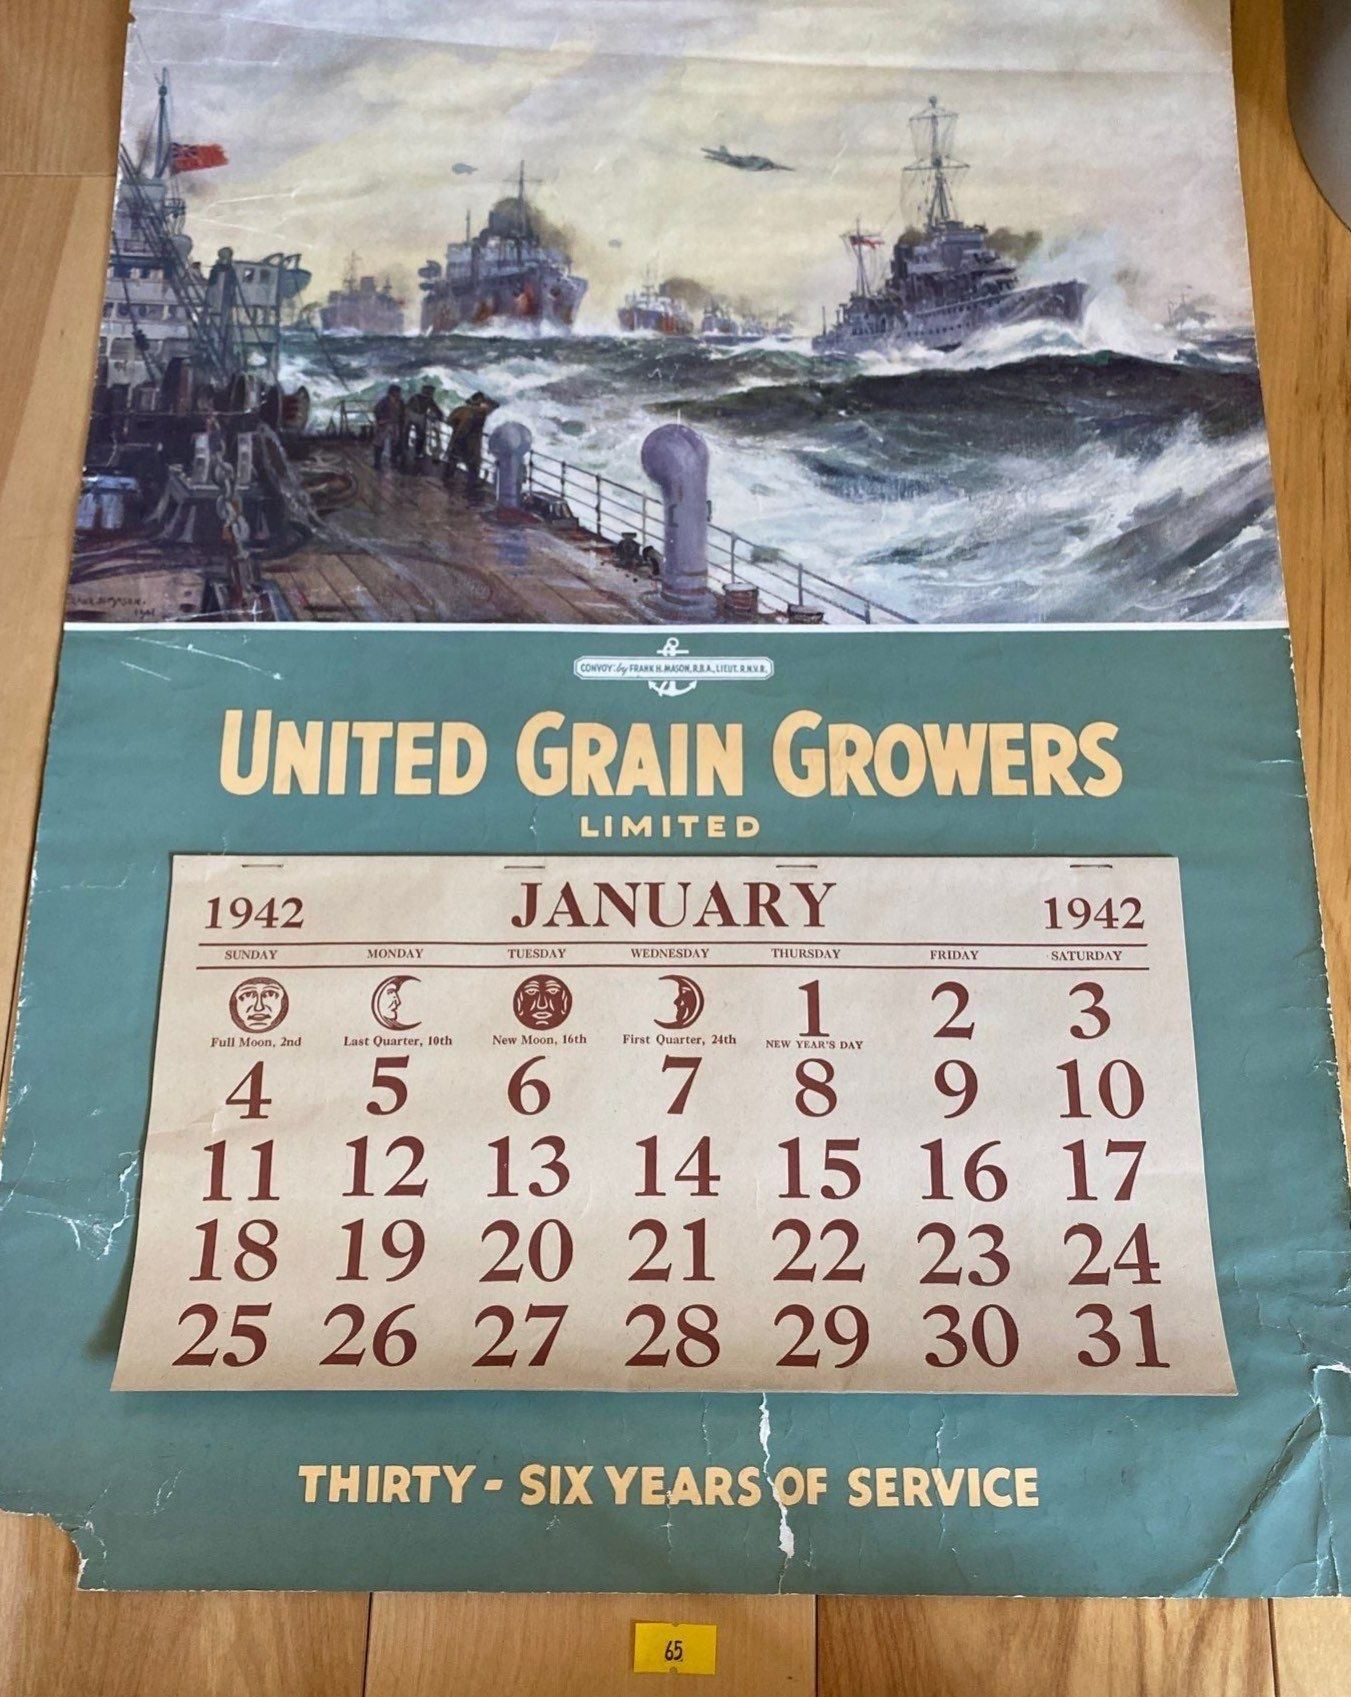 FRANK H. MASON.
1941
CONVOY: by FRANK H. MASON, R.B.A., LIEUT. R.N.V.R.
UNITED GRAIN GROWERS
LIMITED
1942 JANUARY 1942
SUNDAY MONDAY TUESDAY WEDNESDAY THURSDAY FRIDAY SATURDAY
1 2 3
Full Moon, 2nd Last Quarter, 10th New Moon, 16th First Quarter, 24th NEW YEAR'S DAY
4 5 6 7 8 9 10
11 12 13 14 15 16 17
18 19 20 21 22 23 24
25 26 27 28 29 30 31
THIRTY - SIX YEARS OF SERVICE
65